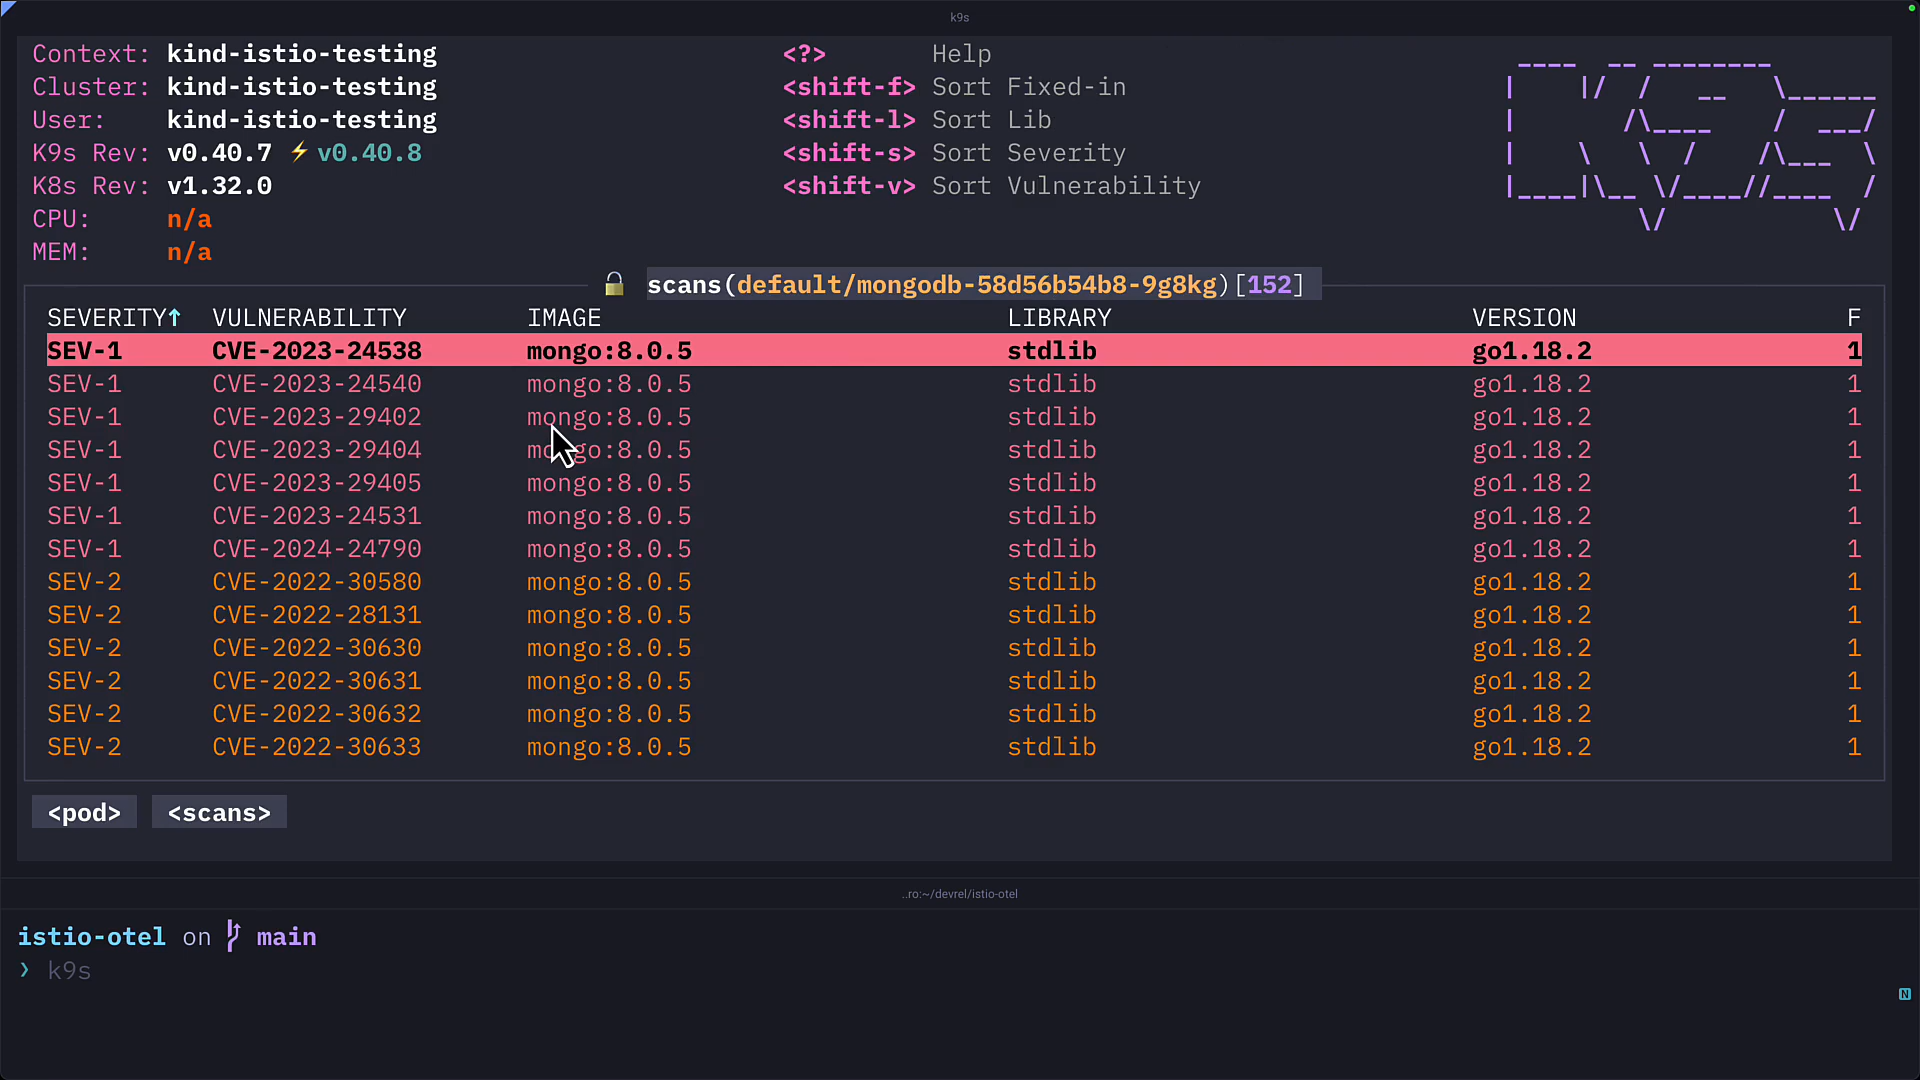 k9s
Context: kind-istio-testing <?> Help
Cluster: kind-istio-testing <shift-f> Sort Fixed-in
User: kind-istio-testing <shift-l> Sort Lib
K9s Rev: v0.40.7 ⚡v0.40.8 <shift-s> Sort Severity
K8s Rev: v1.32.0 <shift-v> Sort Vulnerability
CPU: n/a
MEM: n/a
scans(default/mongodb-58d56b54b8-9g8kg)[152]
SEVERITY↑ VULNERABILITY IMAGE LIBRARY VERSION F
SEV-1 CVE-2023-24538 mongo:8.0.5 stdlib go1.18.2 1
SEV-1 CVE-2023-24540 mongo:8.0.5 stdlib go1.18.2 1
SEV-1 CVE-2023-29402 mongo:8.0.5 stdlib go1.18.2 1
SEV-1 CVE-2023-29404 mongo:8.0.5 stdlib go1.18.2 1
SEV-1 CVE-2023-29405 mongo:8.0.5 stdlib go1.18.2 1
SEV-1 CVE-2023-24531 mongo:8.0.5 stdlib go1.18.2 1
SEV-1 CVE-2024-24790 mongo:8.0.5 stdlib go1.18.2 1
SEV-2 CVE-2022-30580 mongo:8.0.5 stdlib go1.18.2 1
SEV-2 CVE-2022-28131 mongo:8.0.5 stdlib go1.18.2 1
SEV-2 CVE-2022-30630 mongo:8.0.5 stdlib go1.18.2 1
SEV-2 CVE-2022-30631 mongo:8.0.5 stdlib go1.18.2 1
SEV-2 CVE-2022-30632 mongo:8.0.5 stdlib go1.18.2 1
SEV-2 CVE-2022-30633 mongo:8.0.5 stdlib go1.18.2 1
<pod> <scans>
..ro:~/devrel/istio-otel
istio-otel on main
❯ k9s
N